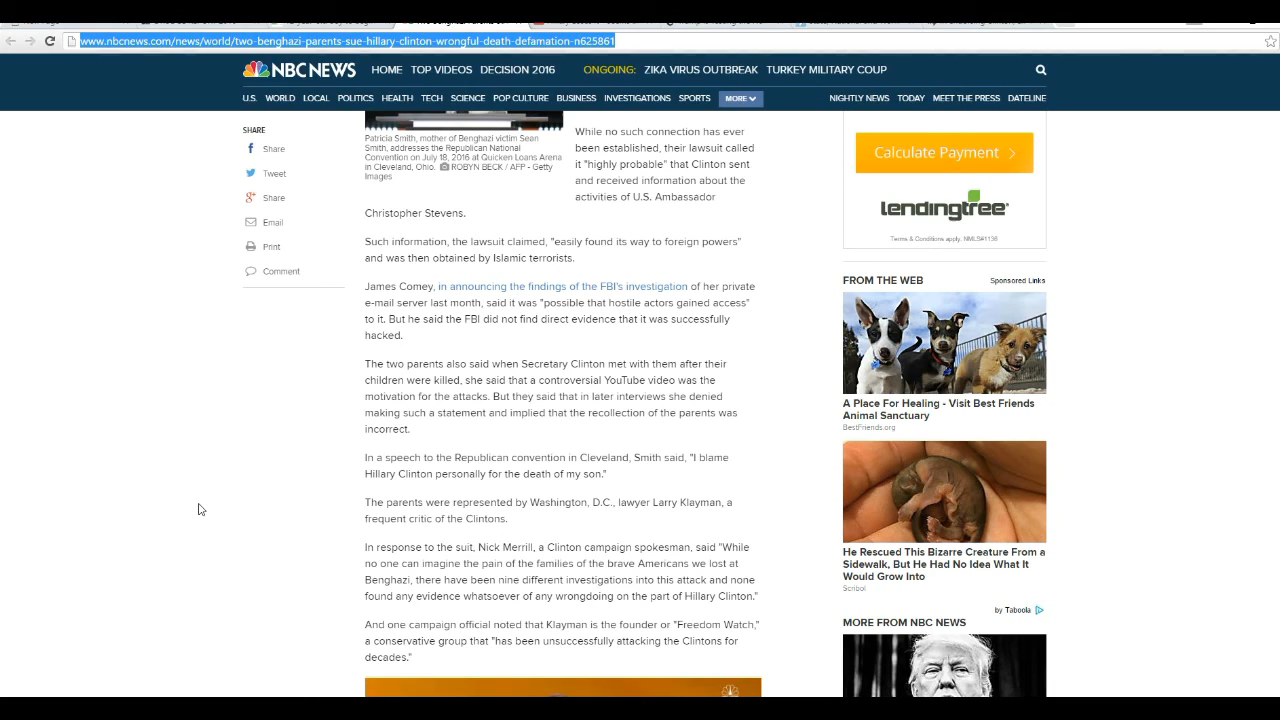 www.nbcnews.com/news/world/two-benghazi-parents-sue-hillary-clinton-wrongful-death-defamation-n625861
NBC NEWS HOME TOP VIDEOS DECISION 2016 ONGOING: ZIKA VIRUS OUTBREAK TURKEY MILITARY COUP
U.S. WORLD LOCAL POLITICS HEALTH TECH SCIENCE POP CULTURE BUSINESS INVESTIGATIONS SPORTS MORE NIGHTLY NEWS TODAY MEET THE PRESS DATELINE
SHARE
Share
Tweet
Share
Email
Print
Comment
Patricia Smith, mother of Benghazi victim Sean
Smith, addresses the Republican National
Convention on July 18, 2016 at Quicken Loans Arena
in Cleveland, Ohio. ROBYN BECK / AFP - Getty
Images
While no such connection has ever
been established, their lawsuit called
it "highly probable" that Clinton sent
and received information about the
activities of U.S. Ambassador
Christopher Stevens.
Such information, the lawsuit claimed, "easily found its way to foreign powers"
and was then obtained by Islamic terrorists.
James Comey, in announcing the findings of the FBI's investigation of her private
e-mail server last month, said it was "possible that hostile actors gained access"
to it. But he said the FBI did not find direct evidence that it was successfully
hacked.
The two parents also said when Secretary Clinton met with them after their
children were killed, she said that a controversial YouTube video was the
motivation for the attacks. But they said that in later interviews she denied
making such a statement and implied that the recollection of the parents was
incorrect.
In a speech to the Republican convention in Cleveland, Smith said, "I blame
Hillary Clinton personally for the death of my son."
The parents were represented by Washington, D.C., lawyer Larry Klayman, a
frequent critic of the Clintons.
In response to the suit, Nick Merrill, a Clinton campaign spokesman, said "While
no one can imagine the pain of the families of the brave Americans we lost at
Benghazi, there have been nine different investigations into this attack and none
found any evidence whatsoever of any wrongdoing on the part of Hillary Clinton."
And one campaign official noted that Klayman is the founder or "Freedom Watch,"
a conservative group that "has been unsuccessfully attacking the Clintons for
decades."
Calculate Payment
lendingtree
Terms & Conditions apply. NMLS#1136
FROM THE WEB Sponsored Links
A Place For Healing - Visit Best Friends
Animal Sanctuary
BestFriends.org
He Rescued This Bizarre Creature From a
Sidewalk, But He Had No Idea What It
Would Grow Into
Scribol
by Taboola
MORE FROM NBC NEWS